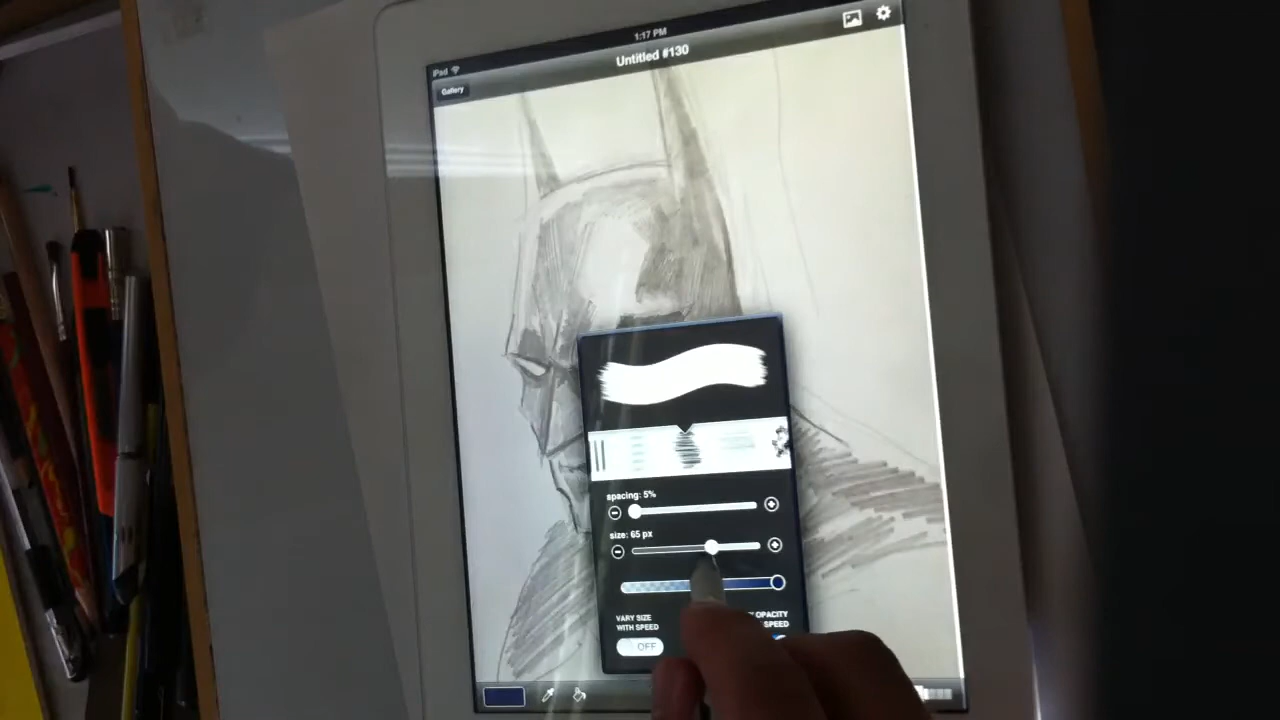 1:17 PM
iPad
Untitled #130
Gallery
spacing: 5%
size: 65 px
VARY SIZE
WITH SPEED
OPACITY
SPEED
OFF